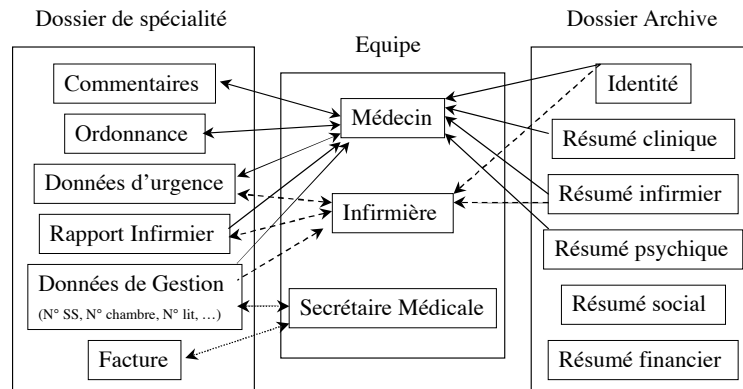 Dossier de spécialité
Commentaires
Ordonnance
Données d'urgence
Rapport Infirmier
Données de Gestion
(N° SS, N° chambre, N° lit, …)
Facture
Equipe
Médecin
Infirmière
Secrétaire Médicale
Dossier Archive
Identité
Résumé clinique
Résumé infirmier
Résumé psychique
Résumé social
Résumé financier